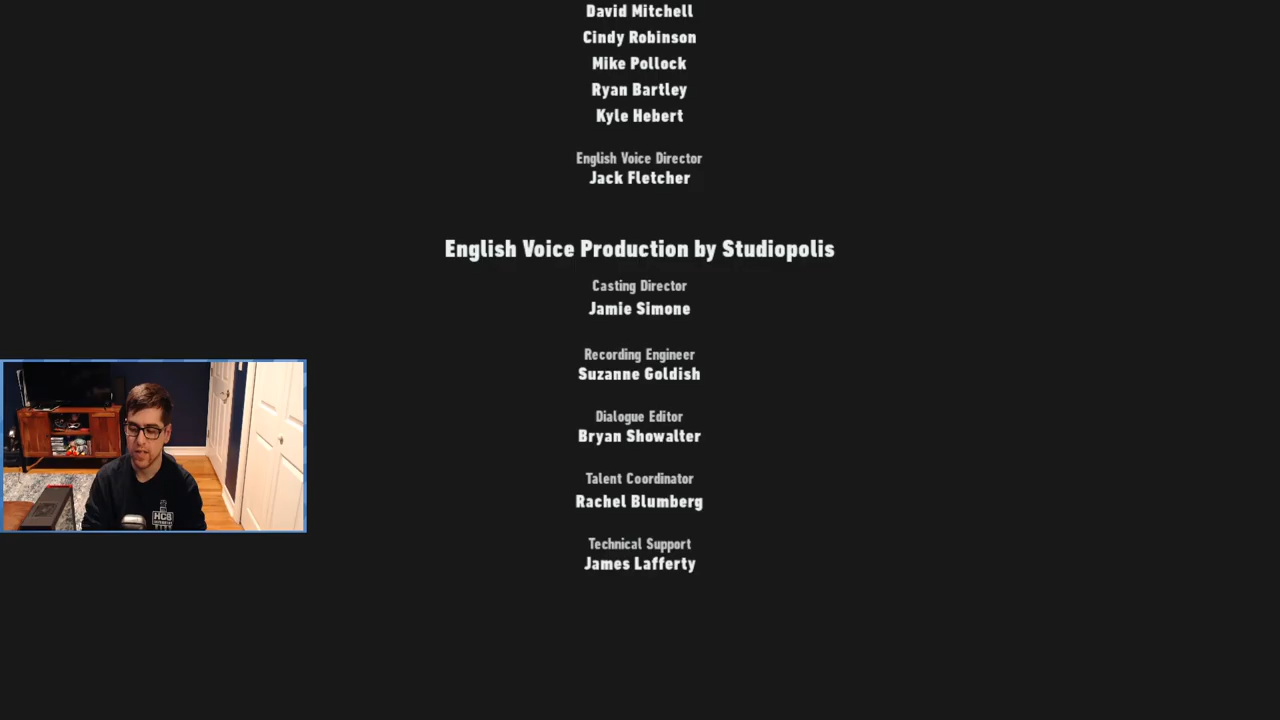 David Mitchell
Cindy Robinson
Mike Pollock
Ryan Bartley
Kyle Hebert
English Voice Director
Jack Fletcher
English Voice Production by Studiopolis
Casting Director
Jamie Simone
Recording Engineer
Suzanne Goldish
Dialogue Editor
Bryan Showalter
Talent Coordinator
Rachel Blumberg
Technical Support
James Lafferty